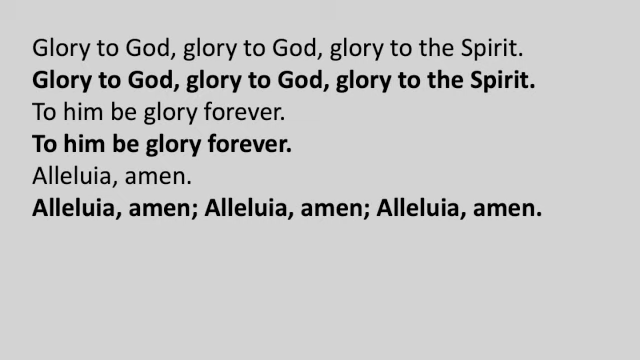 Glory to God, glory to God, glory to the Spirit.
Glory to God, glory to God, glory to the Spirit.
To him be glory forever.
To him be glory forever.
Alleluia, amen.
Alleluia, amen; Alleluia, amen; Alleluia, amen.